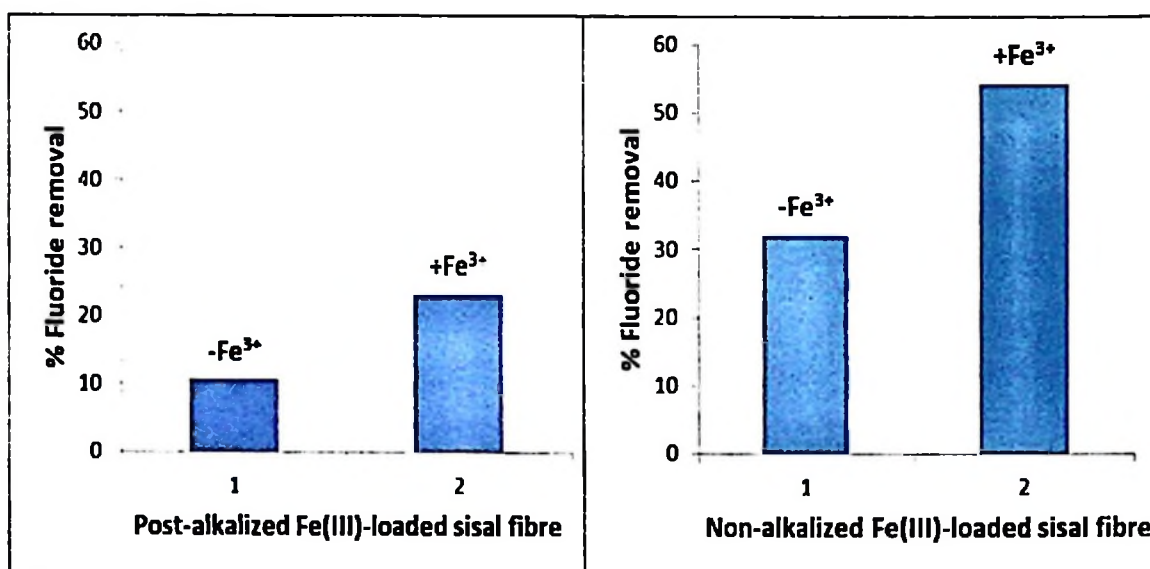 % Fluoride removal
60
50
40
30
20
10
0
-Fe³⁺
+Fe³⁺
1
2
Post-alkalized Fe(III)-loaded sisal fibre
% Fluoride removal
60
50
40
30
20
10
0
-Fe³⁺
+Fe³⁺
1
2
Non-alkalized Fe(III)-loaded sisal fibre